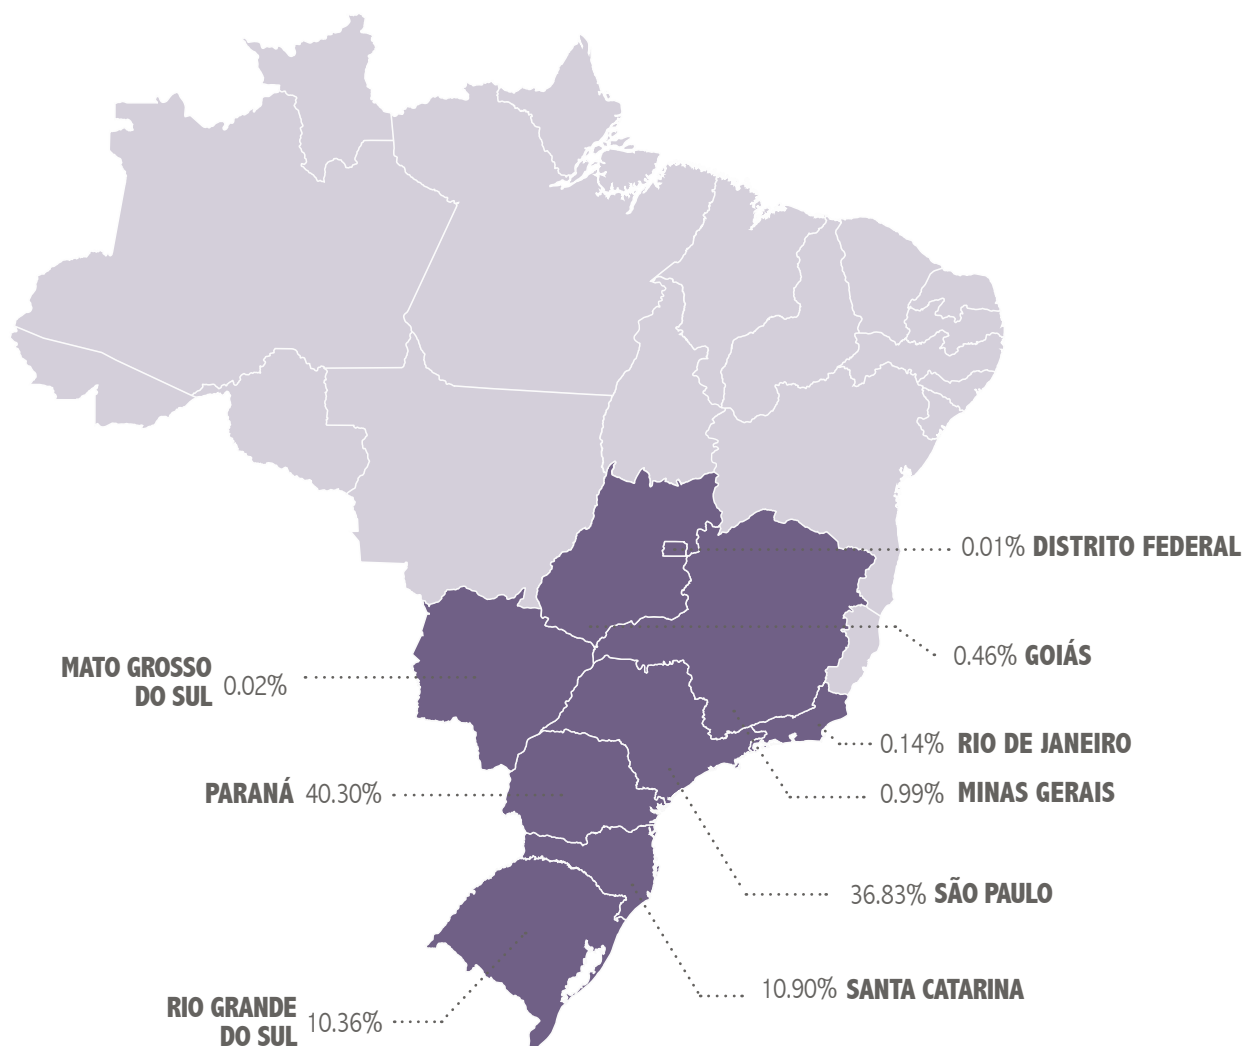 0.01% DISTRITO FEDERAL
0.46% GOIÁS
MATO GROSSO
DO SUL 0.02%
0.14% RIO DE JANEIRO
PARANÁ 40.30%
0.99% MINAS GERAIS
36.83% SÃO PAULO
10.90% SANTA CATARINA
RIO GRANDE
DO SUL 10.36%